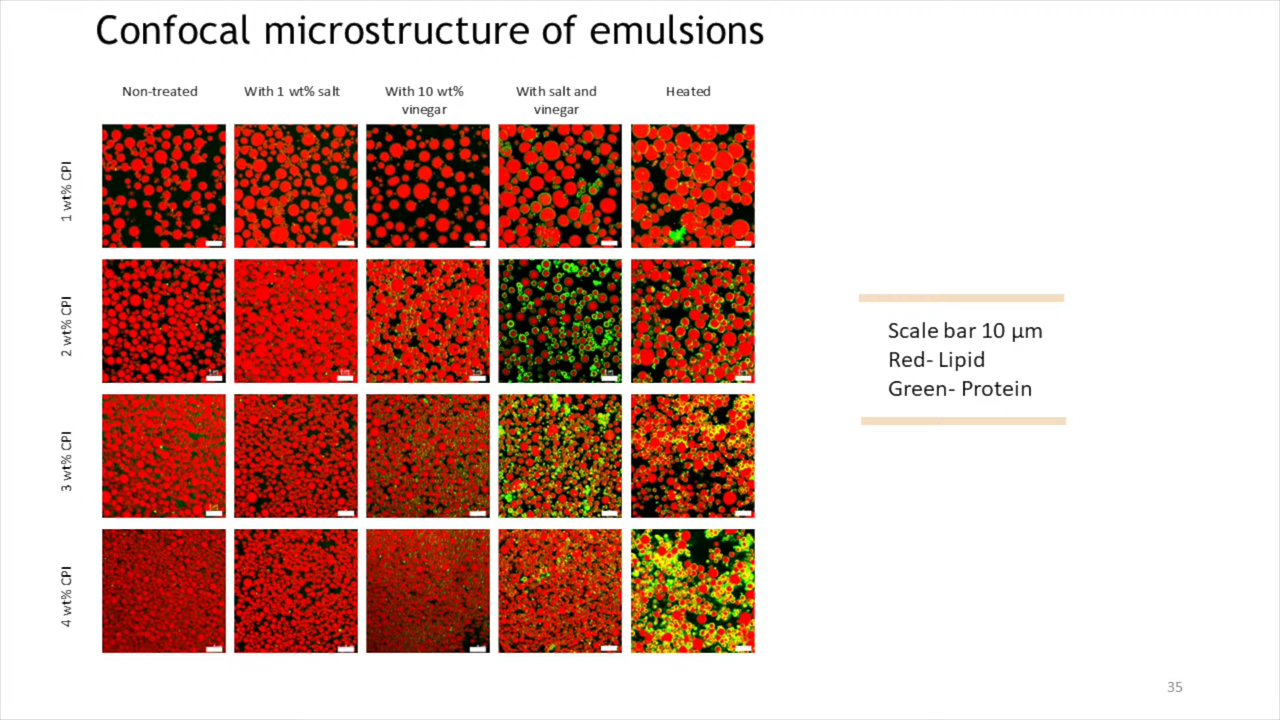 Confocal microstructure of emulsions
Non-treated
With 1 wt% salt
With 10 wt%
vinegar
With salt and
vinegar
Heated
1 wt% CPI
2 wt% CPI
3 wt% CPI
4 wt% CPI
Scale bar 10 µm
Red- Lipid
Green- Protein
35